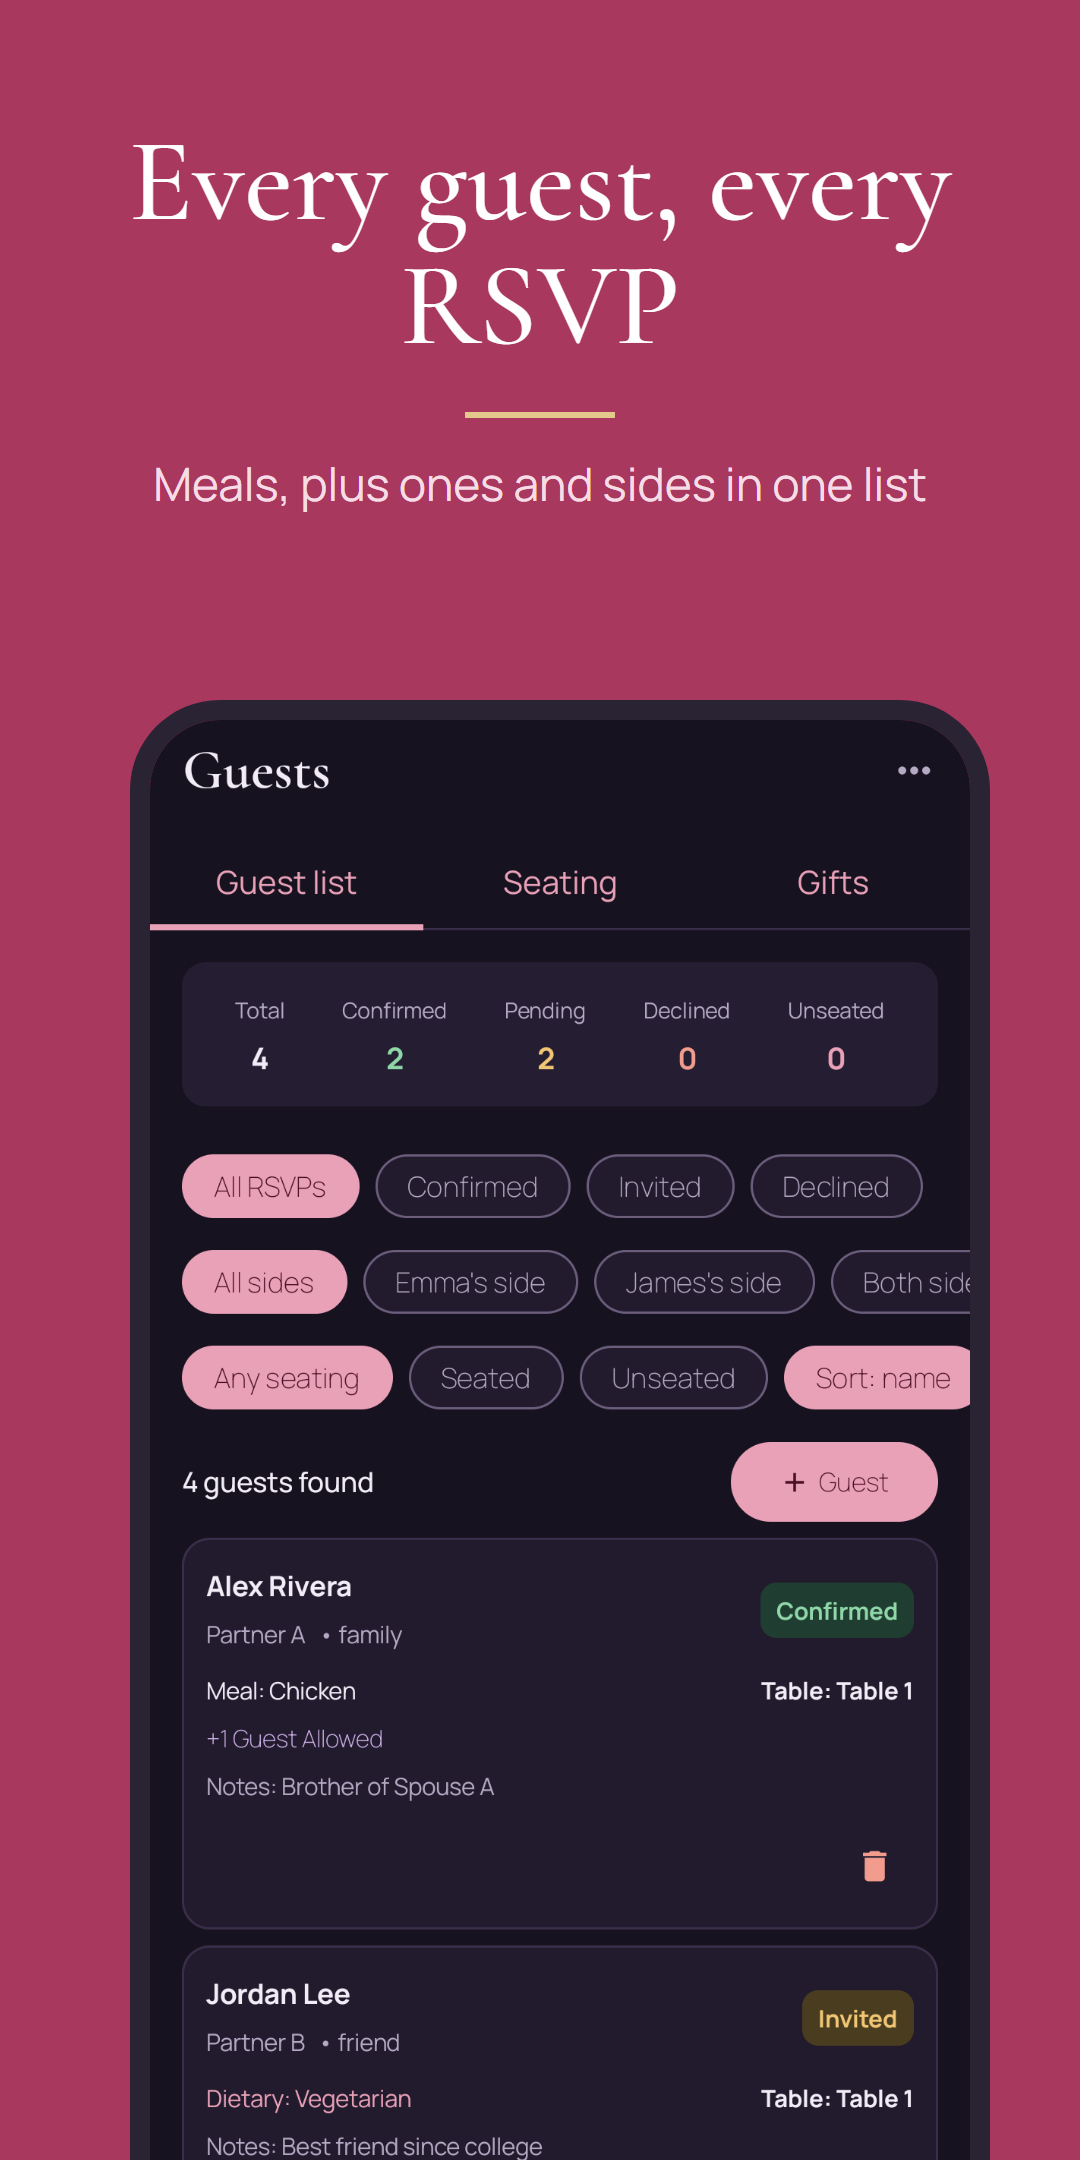 Every guest, every
RSVP
Meals, plus ones and sides in one list
Guests
Guest list Seating Gifts
Total Confirmed Pending Declined Unseated
4 2 2 0 0
All RSVPs Confirmed Invited Declined
All sides Emma's side James's side Both side
Any seating Seated Unseated Sort: name
4 guests found + Guest
Alex Rivera
Confirmed
Partner A • family
Meal: Chicken Table: Table 1
+1 Guest Allowed
Notes: Brother of Spouse A
Jordan Lee
Invited
Partner B • friend
Dietary: Vegetarian Table: Table 1
Notes: Best friend since college